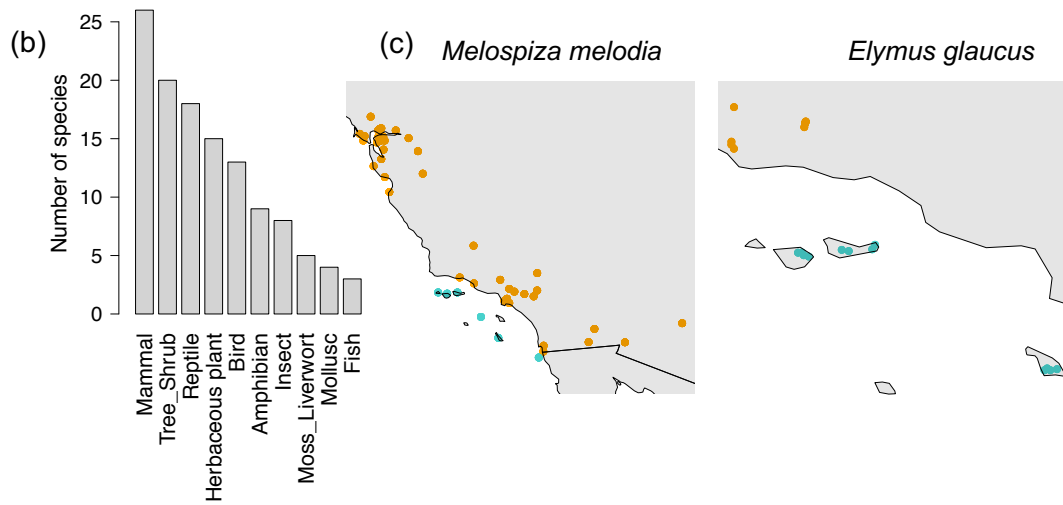 (b)
Number of species
25
20
15
10
5
0
Mammal
Tree_Shrub
Reptile
Herbaceous plant
Bird
Amphibian
Insect
Moss_Liverwort
Mollusc
Fish
(c)
Melospiza melodia
Elymus glaucus